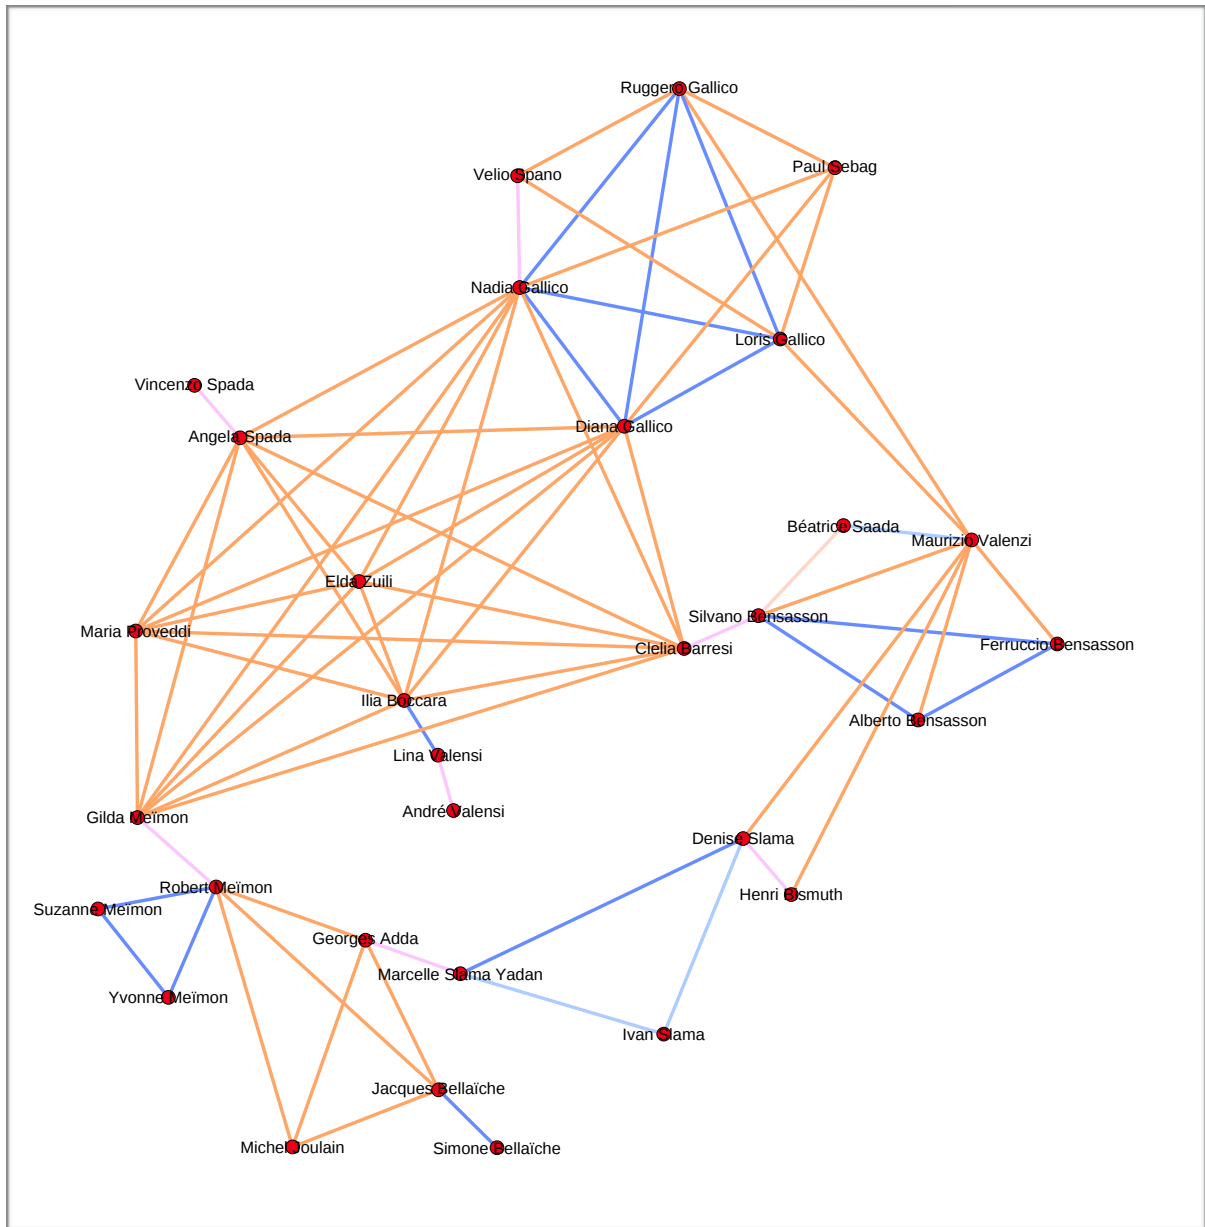 Ruggero Gallico
Paul Sebag
Velio Spano
Nadia Gallico
Loris Gallico
Vincenzo Spada
Angela Spada
Diana Gallico
Béatrice Saada
Maurizio Valenzi
Elda Zuili
Silvano Bensasson
Maria Proveddi
Ferruccio Bensasson
Clelia Barresi
Ilia Boccara
Alberto Bensasson
Lina Valensi
André Valensi
Gilda Meïmon
Denise Slama
Robert Meïmon
Henri Bismuth
Suzanne Meïmon
Georges Adda
Marcelle Slama Yadan
Yvonne Meïmon
Ivan Slama
Jacques Bellaïche
Michel Joulain
Simone Bellaïche